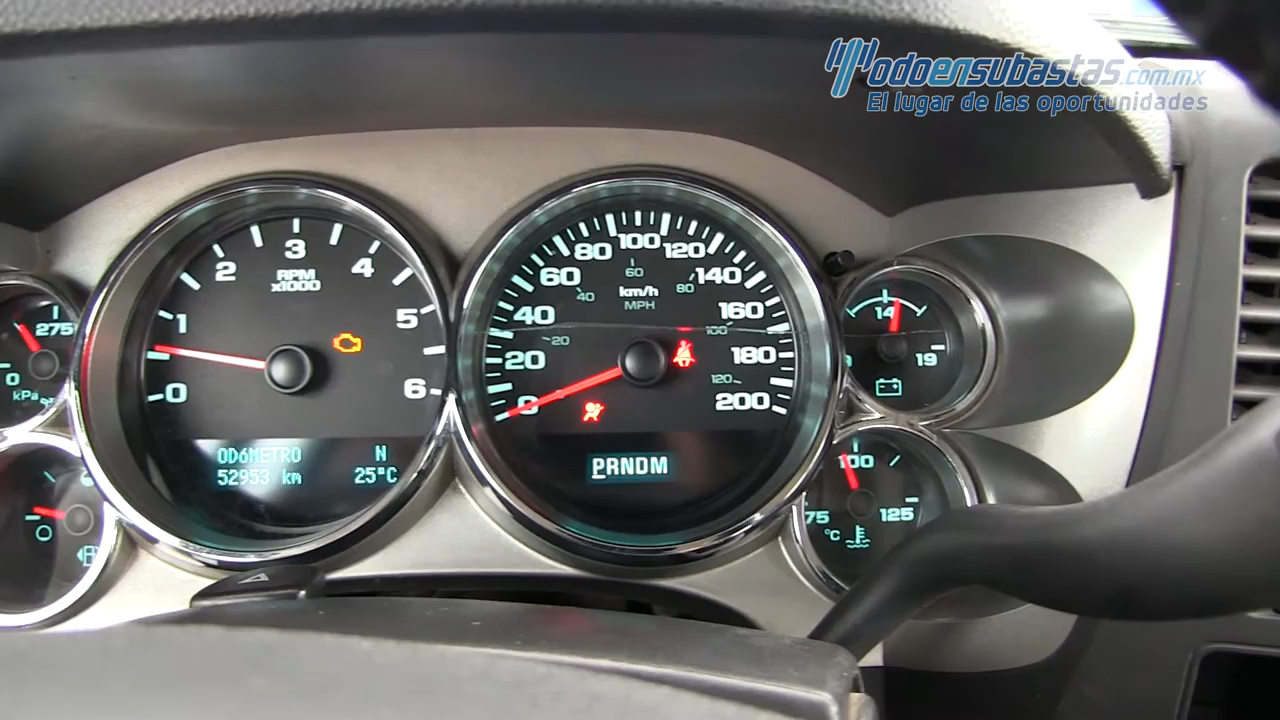 Todoensubastas.com.mx
El lugar de las oportunidades
275
0
kPa
0
1
2
3
4
5
6
RPM
x1000
OD6METRO N
52953 km 25°C
0
20
40
60
80
100
120
140
160
180
200
20
40
60
80
100
120
km/h
MPH
PRNDM
14
19
75
100
125
°C